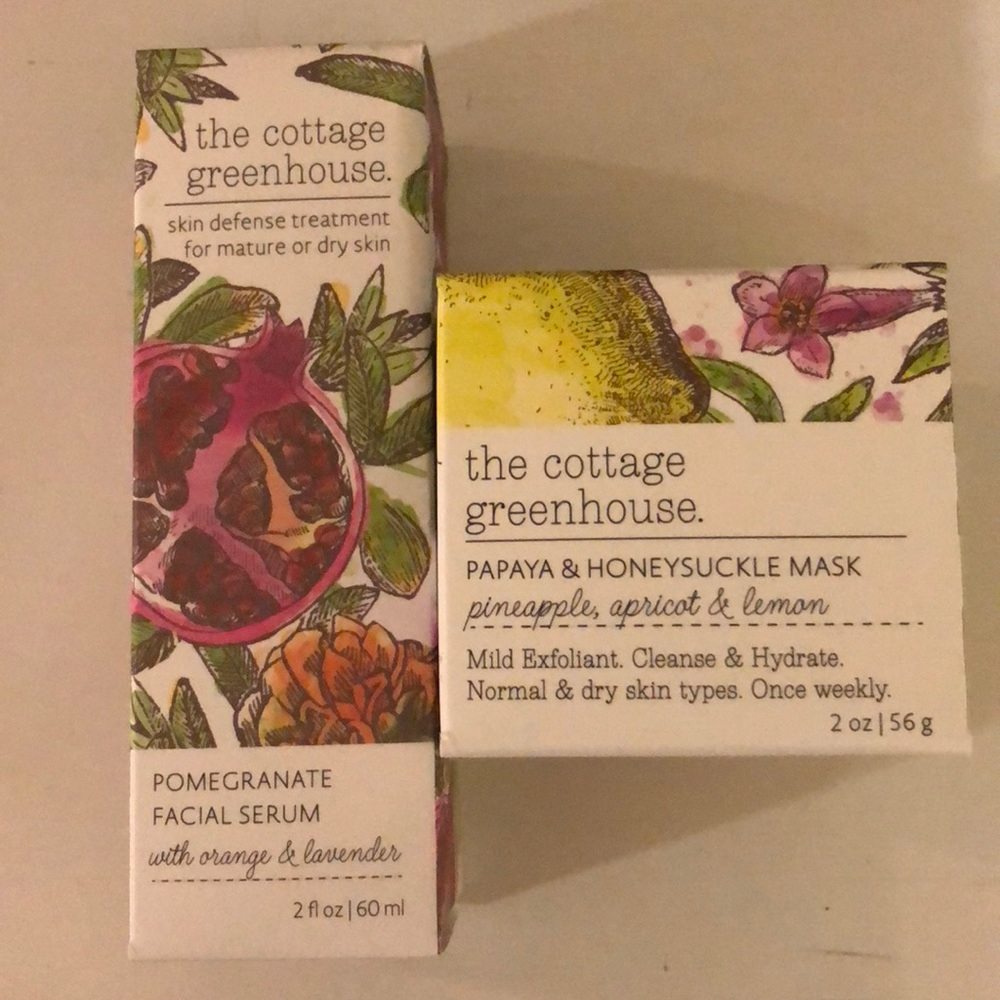 the cottage
greenhouse.
skin defense treatment
for mature or dry skin
POMEGRANATE
FACIAL SERUM
with orange & lavender
2 fl oz | 60 ml
the cottage
greenhouse.
PAPAYA & HONEYSUCKLE MASK
pineapple, apricot & lemon
Mild Exfoliant. Cleanse & Hydrate.
Normal & dry skin types. Once weekly.
2 oz | 56 g